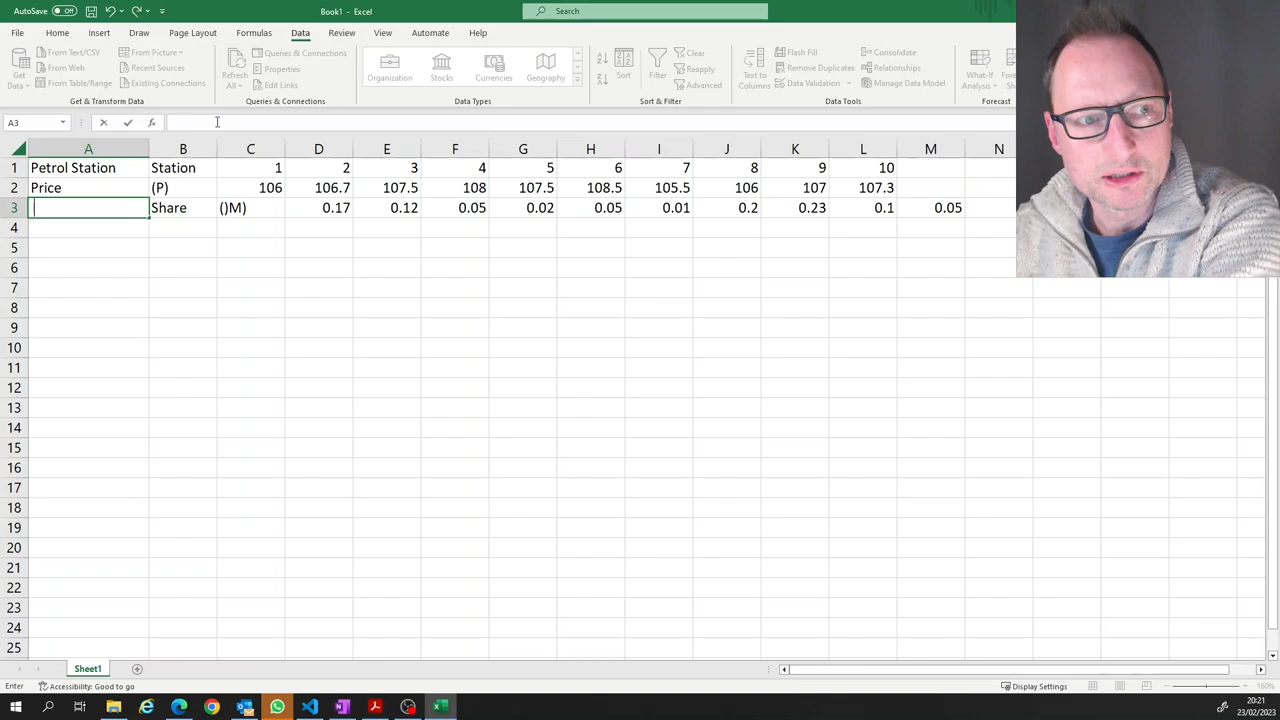 AutoSave Off Book1 - Excel Search
File Home Insert Draw Page Layout Formulas Data Review View Automate Help
Get Data From Text/CSV From Picture Refresh All Queries & Connections Organization Stocks Currencies Geography Sort Filter Clear Text to Columns Flash Fill Consolidate What-If Analysis
From Web Recent Sources Properties Reapply Remove Duplicates Relationships
From Table/Range Existing Connections Edit Links Advanced Data Validation Manage Data Model
Get & Transform Data Queries & Connections Data Types Sort & Filter Data Tools Forecast
A3 fx
A B C D E F G H I J K L M N
1 Petrol Station Station 1 2 3 4 5 6 7 8 9 10
2 Price (P) 106 106.7 107.5 108 107.5 108.5 105.5 106 107 107.3
3 Share ()M) 0.17 0.12 0.05 0.02 0.05 0.01 0.2 0.23 0.1 0.05
4
5
6
7
8
9
10
11
12
13
14
15
16
17
18
19
20
21
22
23
24
25
Sheet1
Enter Accessibility: Good to go Display Settings 160%
20:21
23/02/2023